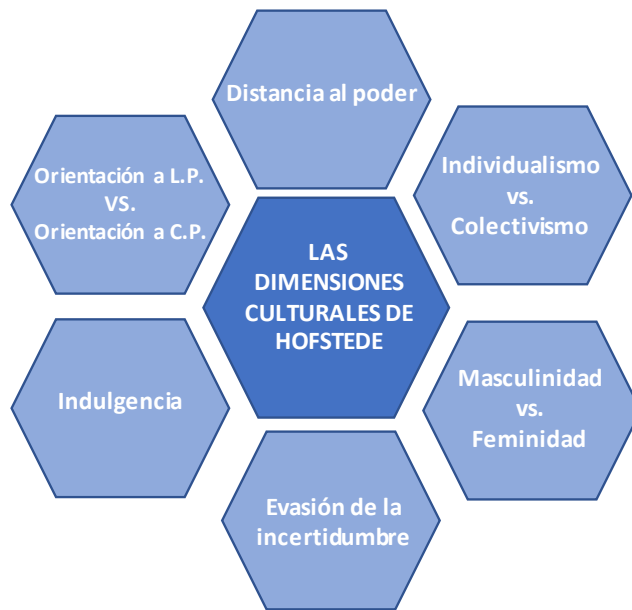 Distancia al poder
Individualismo
vs.
Colectivismo
Masculinidad
vs.
Feminidad
Evasión de la
incertidumbre
Indulgencia
Orientación a L.P.
VS.
Orientación a C.P.
LAS
DIMENSIONES
CULTURALES DE
HOFSTEDE